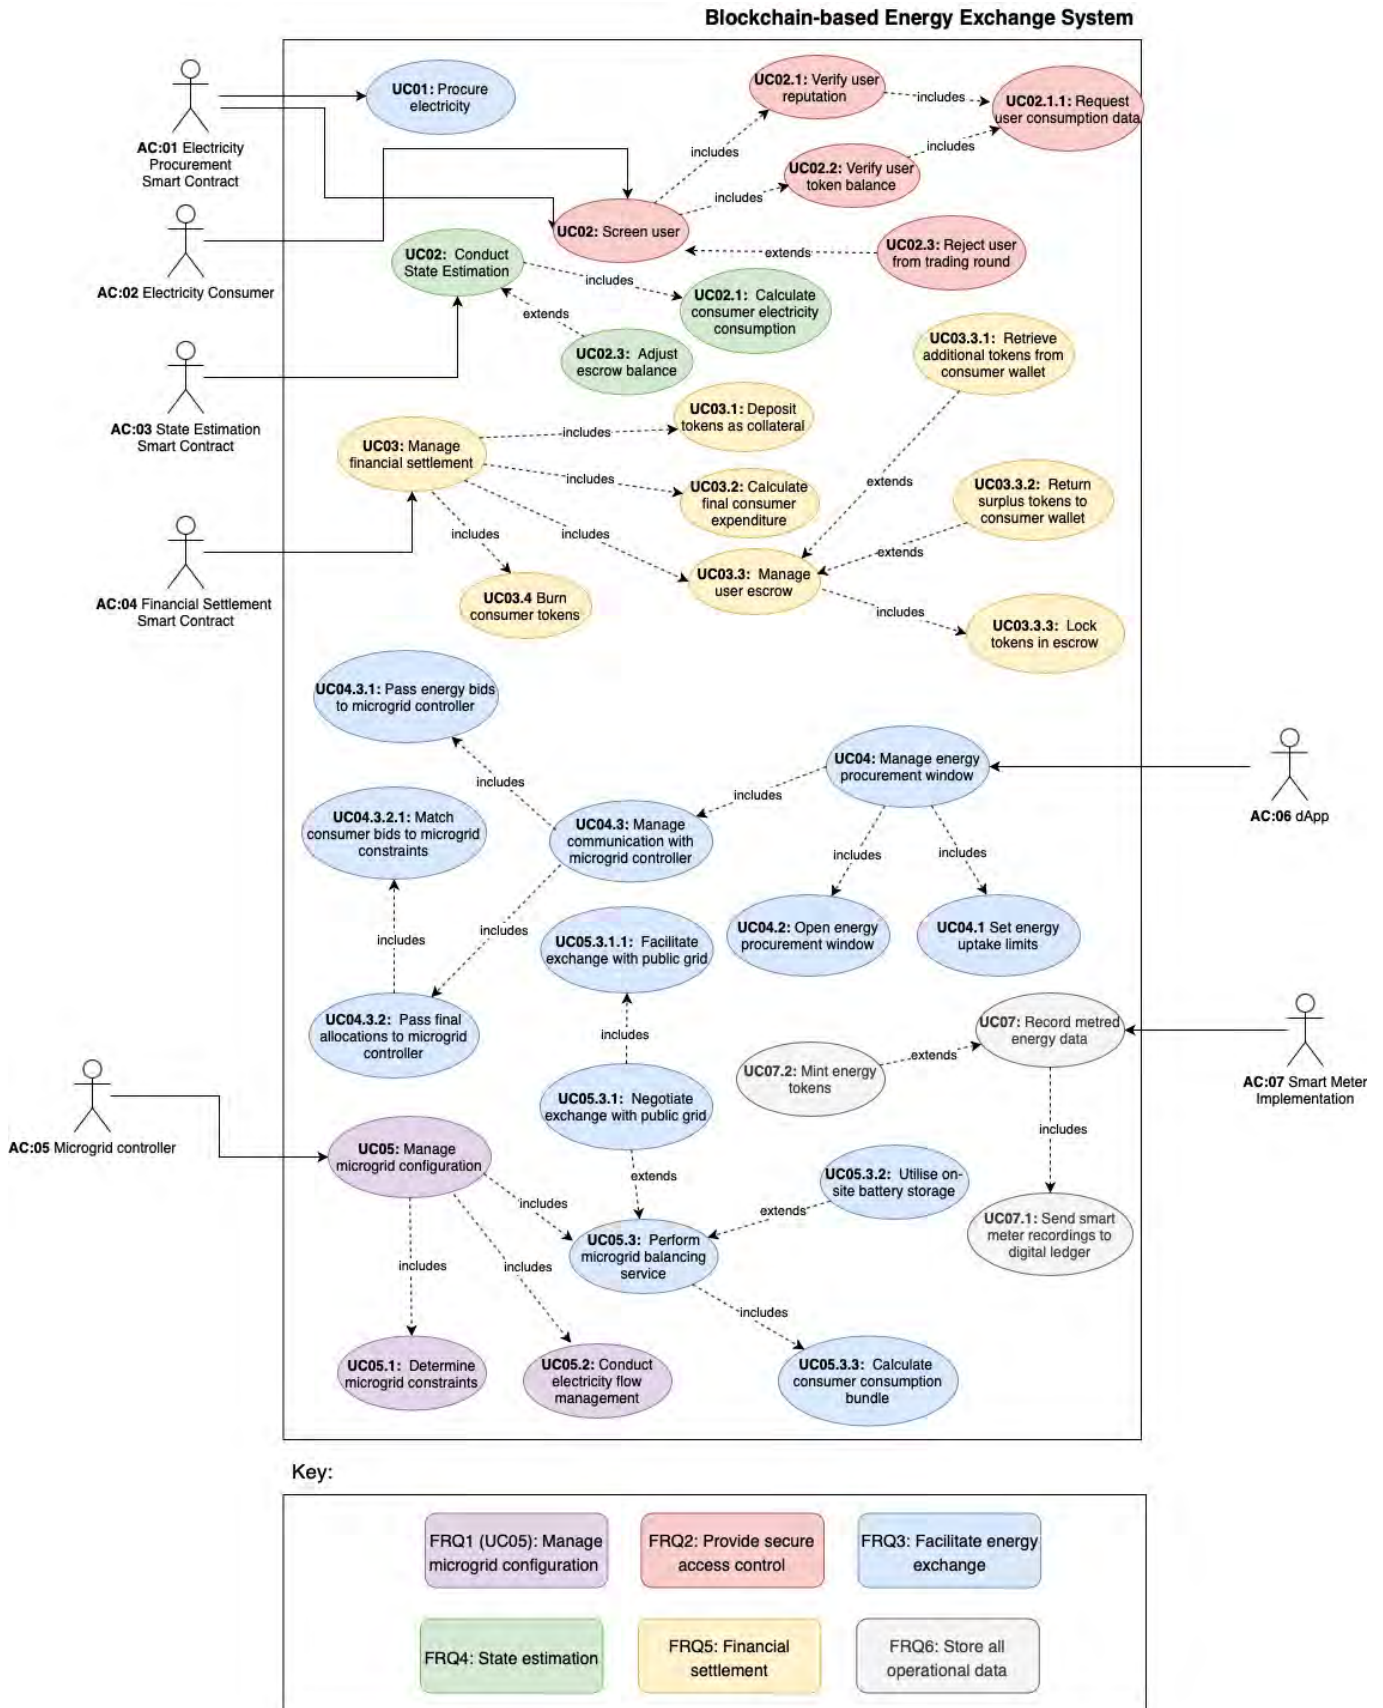 Blockchain-based Energy Exchange System
AC:01 Electricity
Procurement
Smart Contract
UC01: Procure
electricity
UC02.1: Verify user
reputation
includes
UC02.1.1: Request
user consumption data
includes
includes
UC02.2: Verify user
token balance
includes
UC02: Screen user
extends
UC02.3: Reject user
from trading round
AC:02 Electricity Consumer
UC02: Conduct
State Estimation
includes
UC02.1: Calculate
consumer electricity
consumption
extends
UC02.3: Adjust
escrow balance
AC:03 State Estimation
Smart Contract
UC03.3.1: Retrieve
additional tokens from
consumer wallet
UC03: Manage
financial settlement
includes
UC03.1: Deposit
tokens as collateral
includes
UC03.2: Calculate
final consumer
expenditure
extends
UC03.3.2: Return
surplus tokens to
consumer wallet
includes
includes
extends
UC03.3: Manage
user escrow
UC03.4 Burn
consumer tokens
includes
UC03.3.3: Lock
tokens in escrow
AC:04 Financial Settlement
Smart Contract
UC04.3.1: Pass energy bids
to microgrid controller
includes
UC04: Manage energy
procurement window
AC:06 dApp
includes
UC04.3.2.1: Match
consumer bids to microgrid
constraints
UC04.3: Manage
communication with
microgrid controller
includes
includes
includes
includes
UC05.3.1.1: Facilitate
exchange with public grid
UC04.2: Open energy
procurement window
UC04.1 Set energy
uptake limits
UC04.3.2: Pass final
allocations to microgrid
controller
includes
UC07: Record metred
energy data
extends
UC07.2: Mint energy
tokens
AC:07 Smart Meter
Implementation
UC05.3.1: Negotiate
exchange with public grid
includes
AC:05 Microgrid controller
UC05: Manage
microgrid configuration
extends
UC05.3.2: Utilise on-
site battery storage
includes
extends
UC07.1: Send smart
meter recordings to
digital ledger
UC05.3: Perform
microgrid balancing
service
includes
includes
includes
UC05.1: Determine
microgrid constraints
UC05.2: Conduct
electricity flow
management
UC05.3.3: Calculate
consumer consumption
bundle
Key:
FRQ1 (UC05): Manage
microgrid configuration
FRQ2: Provide secure
access control
FRQ3: Facilitate energy
exchange
FRQ4: State estimation
FRQ5: Financial
settlement
FRQ6: Store all
operational data